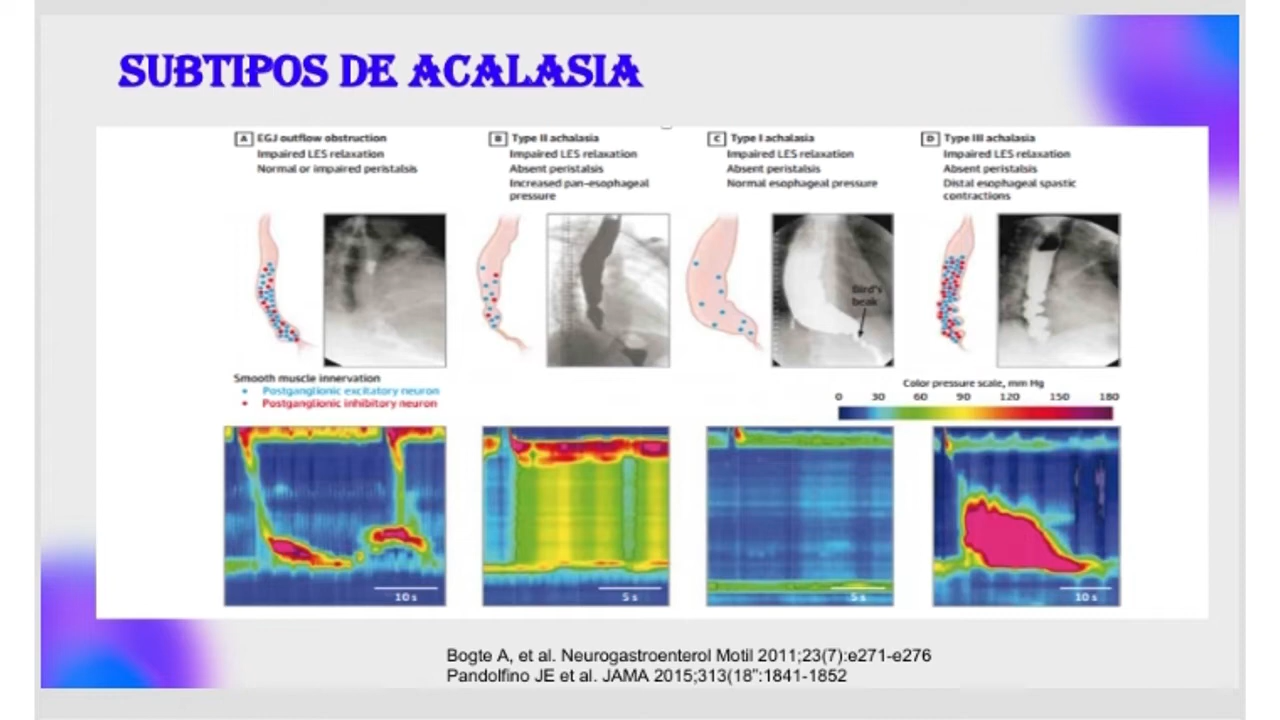 SUBTIPOS DE ACALASIA
A EGJ outflow obstruction
Impaired LES relaxation
Normal or impaired peristalsis
B Type II achalasia
Impaired LES relaxation
Absent peristalsis
Increased pan-esophageal
pressure
C Type I achalasia
Impaired LES relaxation
Absent peristalsis
Normal esophageal pressure
D Type III achalasia
Impaired LES relaxation
Absent peristalsis
Distal esophageal spastic
contractions
Bird's
beak
Smooth muscle innervation
Postganglionic excitatory neuron
Postganglionic inhibitory neuron
Color pressure scale, mm Hg
0 30 60 90 120 150 180
10 s
5 s
5 s
10 s
Bogte A, et al. Neurogastroenterol Motil 2011;23(7):e271-e276
Pandolfino JE et al. JAMA 2015;313(18":1841-1852